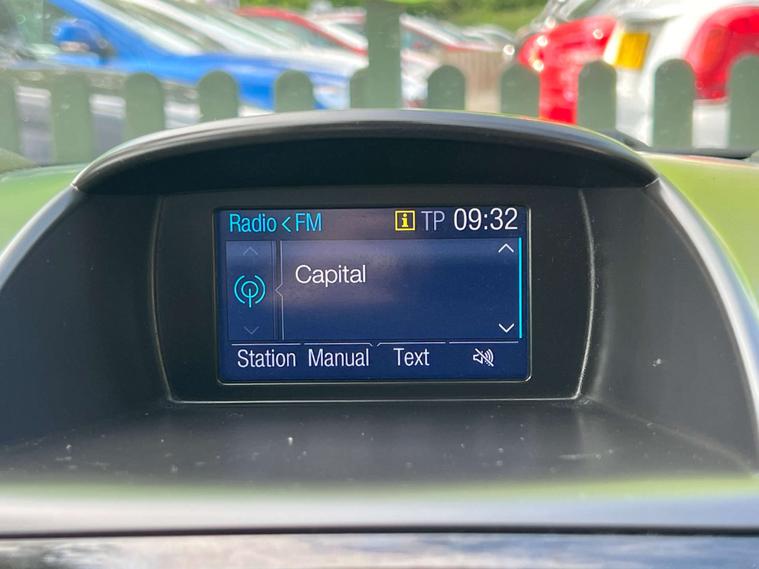 Radio < FM i TP 09:32
Capital
Station Manual Text